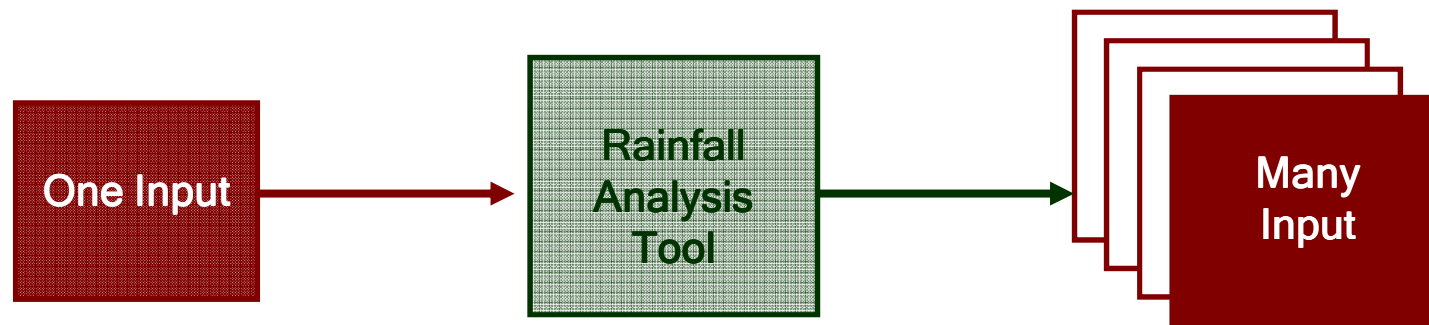 One Input
Rainfall
Analysis
Tool
Many
Input